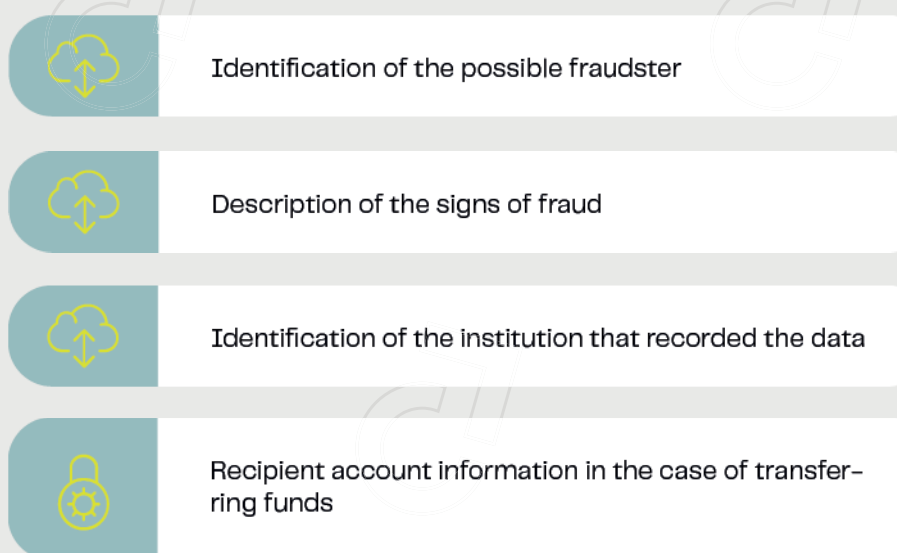 Identification of the possible fraudster
Description of the signs of fraud
Identification of the institution that recorded the data
Recipient account information in the case of transfer-
ring funds